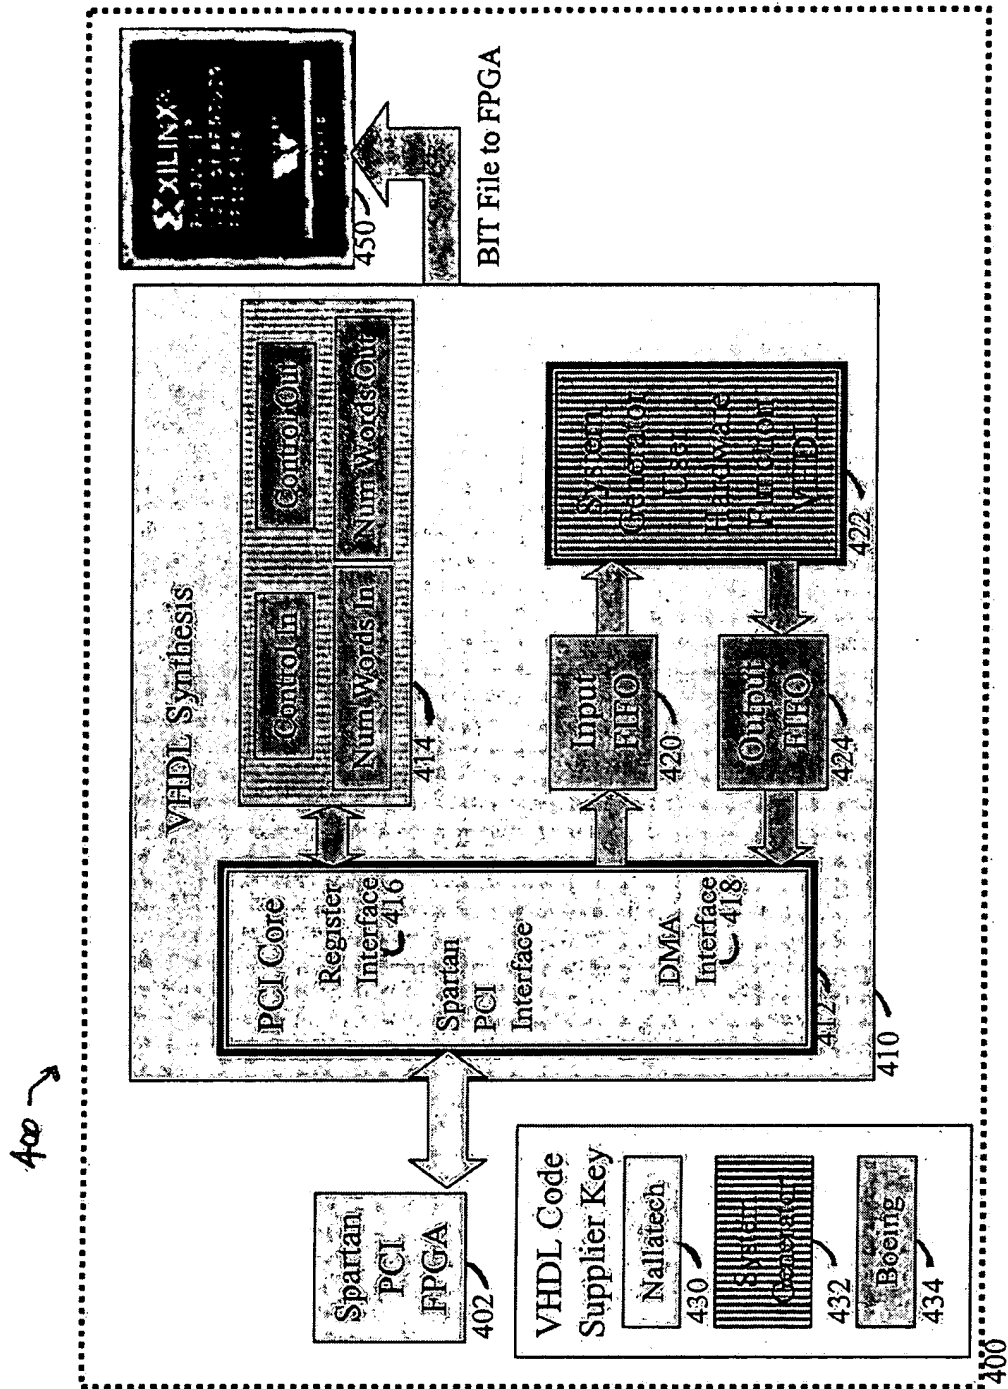 400
VHDL Synthesis
Spartan
PCI
FPGA
402
PCI Core
Register
Interface
416
Spartan
PCI
Interface
DMA
Interface
418
412
410
Control In
Control Out
Num Words In
Num Words Out
414
Input
FIFO
420
Output
FIFO
424
System
Generator
User
Hardware
Function
VHDL
422
XILINX
450
BIT File to FPGA
VHDL Code
Supplier Key
Nallatech
430
System
Generator
432
Boeing
434
400